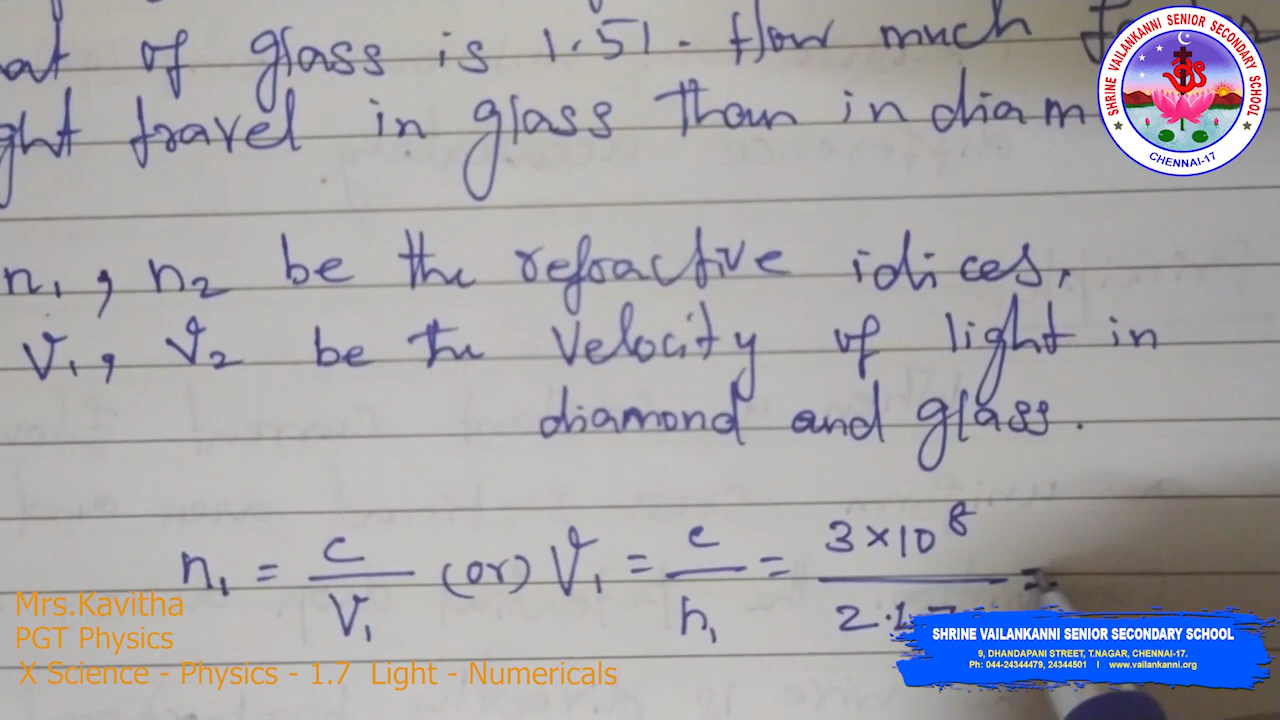 of glass is 1.51. How much
travel in glass than in diam
n₁, n₂ be the refractive idices,
V₁, V₂ be the Velocity of light in
diamond and glass.
n₁ = c/V₁ (or) V₁ = c/n₁ = 3×10⁸/2.
SHRINE VAILANKANNI SENIOR SECONDARY SCHOOL
CHENNAI-17
Mrs.Kavitha
PGT Physics
X Science - Physics - 1.7 Light - Numericals
SHRINE VAILANKANNI SENIOR SECONDARY SCHOOL
9, DHANDAPANI STREET, T.NAGAR, CHENNAI-17.
Ph: 044-24344479, 24344501 | www.vailankanni.org